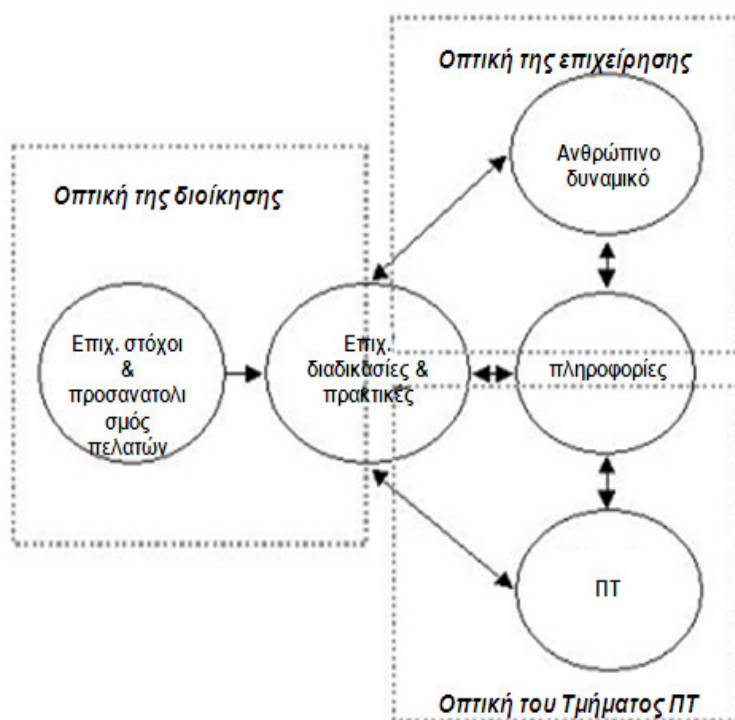 Οπτική της επιχείρησης
Ανθρώπινο
δυναμικό
Οπτική της διοίκησης
Επιχ. στόχοι
&
προσανατολι
σμός
πελατών
Επιχ.
διαδικασίες &
πρακτικες
πληροφορίες
ΠΤ
Οπτική του Τμήματος ΠΤ